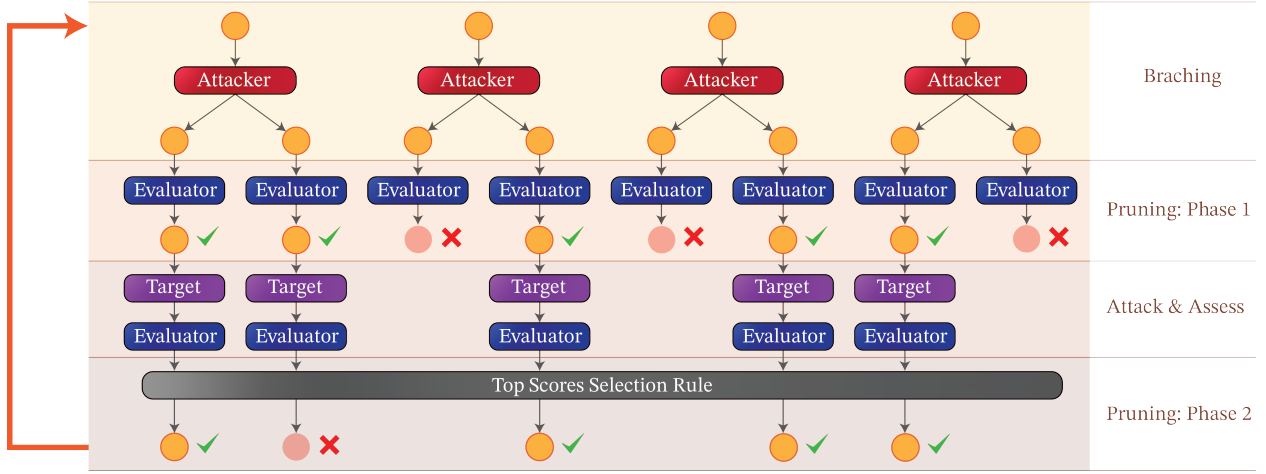 Attacker Attacker Attacker Attacker Braching
Evaluator Evaluator Evaluator Evaluator Evaluator Evaluator Evaluator Evaluator
Pruning: Phase 1
Target Target Target Target Target
Attack & Assess
Evaluator Evaluator Evaluator Evaluator Evaluator
Top Scores Selection Rule
Pruning: Phase 2